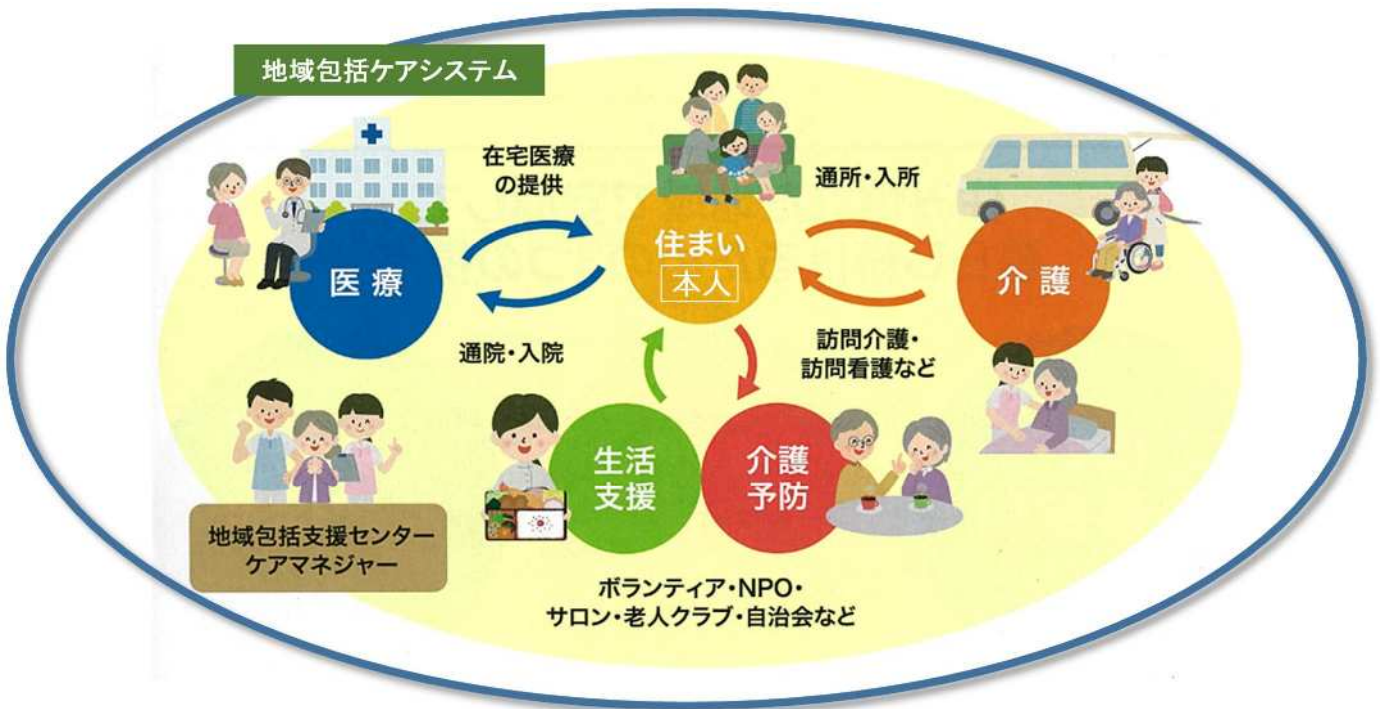 地域包括ケアシステム
在宅医療
の提供
通所・入所
住まい
本人
医療
介護
通院・入院
訪問介護・
訪問看護など
生活
支援
介護
予防
地域包括支援センター
ケアマネジャー
ボランティア・NPO・
サロン・老人クラブ・自治会など